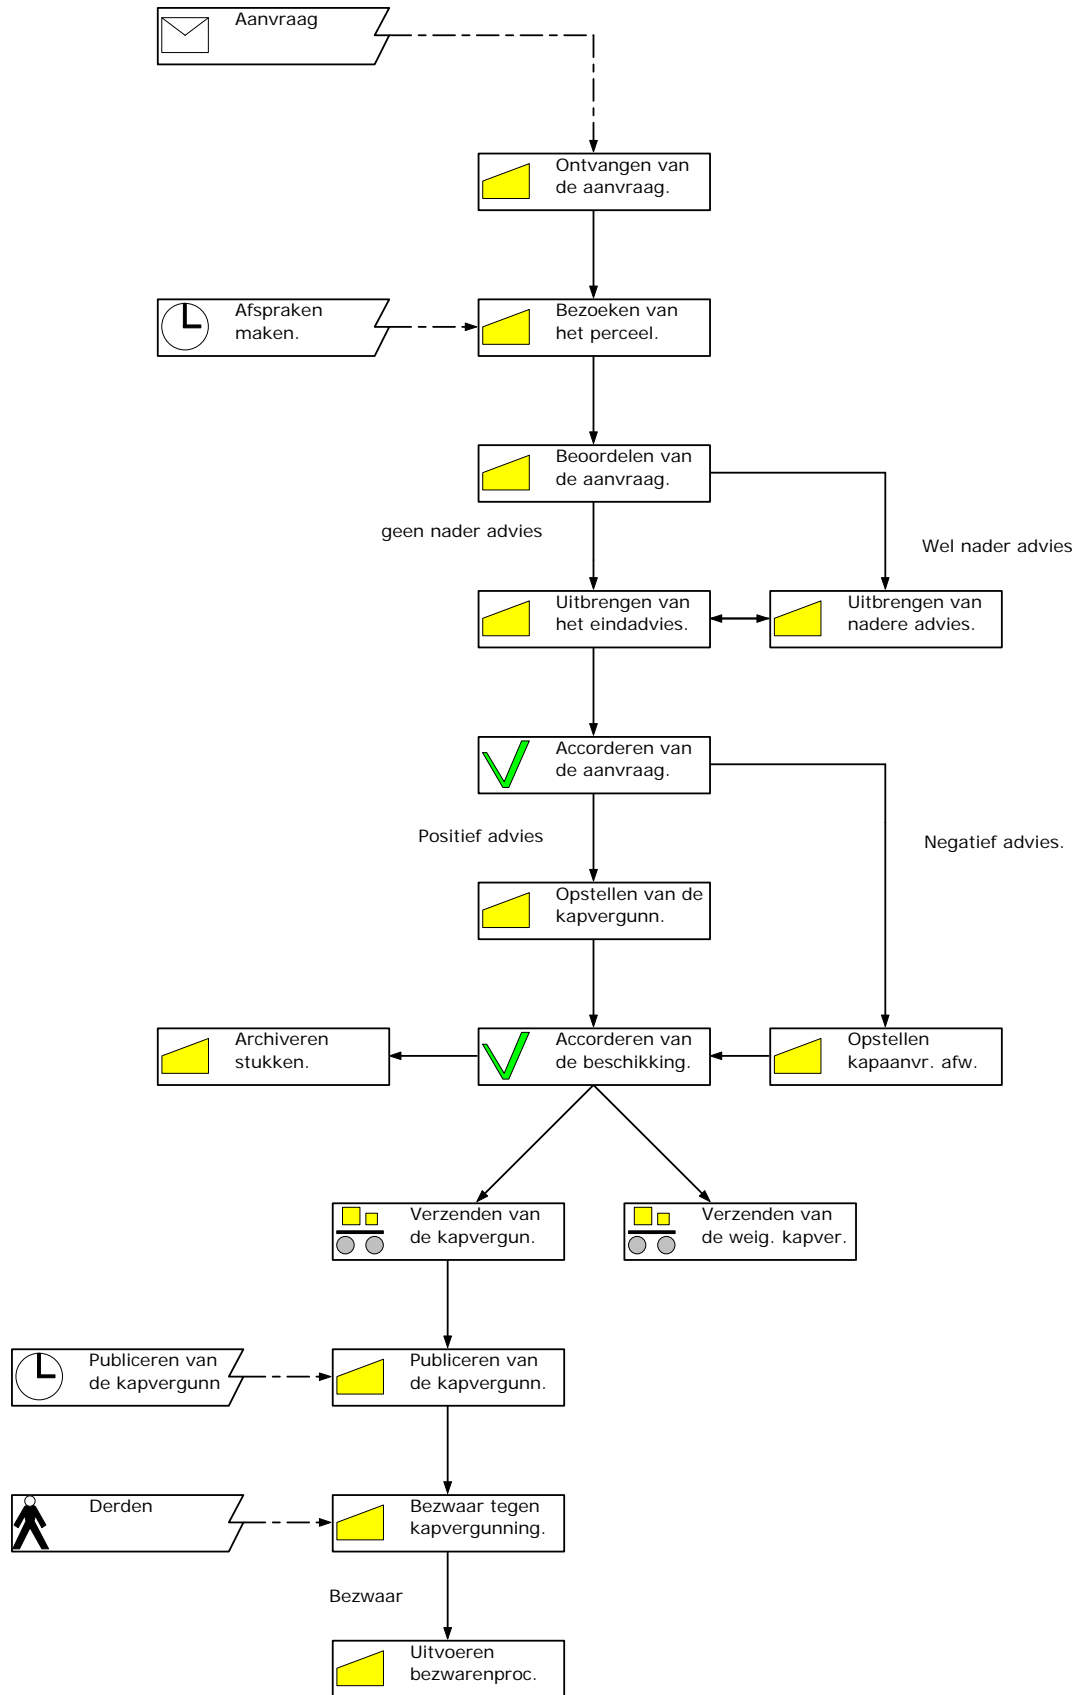 Aanvraag
Ontvangen van
de aanvraag.
Afspraken
maken.
Bezoeken van
het perceel.
Beoordelen van
de aanvraag.
geen nader advies
Wel nader advies
Uitbrengen van
het eindadvies.
Uitbrengen van
nadere advies.
Accorderen van
de aanvraag.
Positief advies
Negatief advies.
Opstellen van de
kapvergunn.
Archiveren
stukken.
Accorderen van
de beschikking.
Opstellen
kapaanvr. afw.
Verzenden van
de kapvergun.
Verzenden van
de weig. kapver.
Publiceren van
de kapvergunn
Publiceren van
de kapvergunn.
Derden
Bezwaar tegen
kapvergunning.
Bezwaar
Uitvoeren
bezwarenproc.